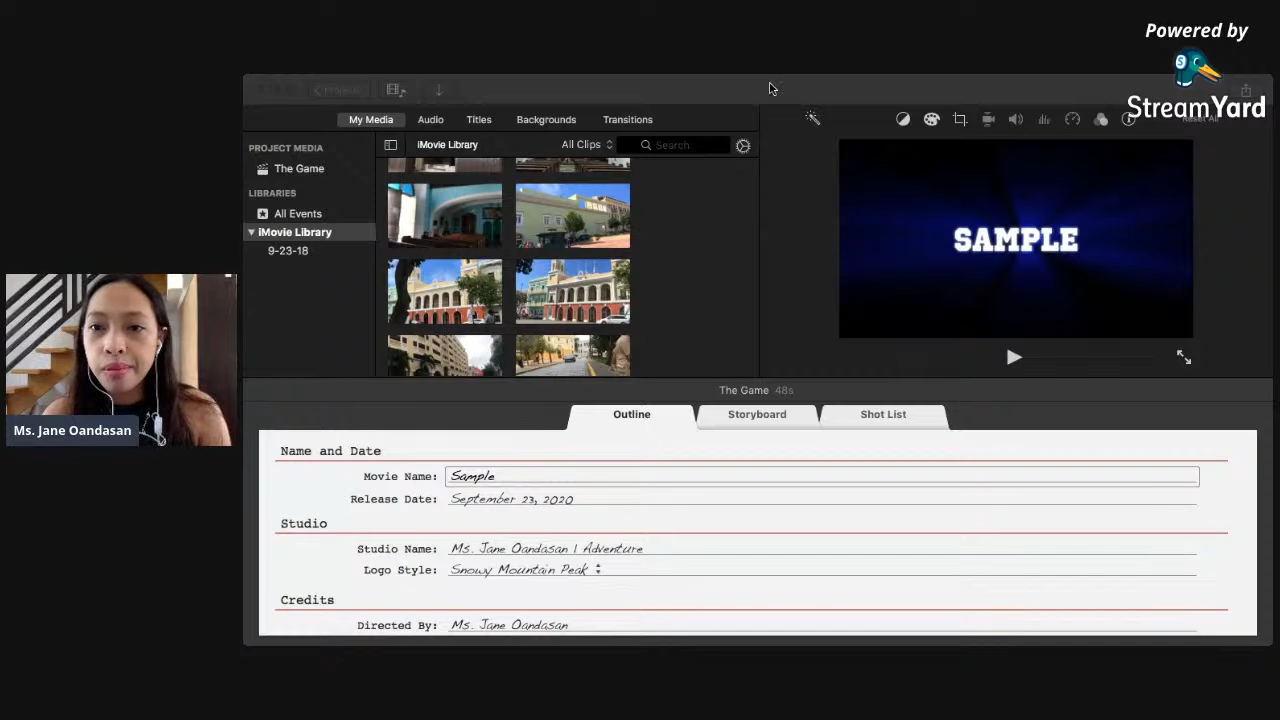 Powered by
StreamYard
Projects
My Media
Audio
Titles
Backgrounds
Transitions
Reset All
PROJECT MEDIA
The Game
LIBRARIES
All Events
iMovie Library
9-23-18
iMovie Library
All Clips
Search
SAMPLE
Ms. Jane Oandasan
The Game 48s
Outline
Storyboard
Shot List
Name and Date
Movie Name: Sample
Release Date: September 23, 2020
Studio
Studio Name: Ms. Jane Oandasan | Adventure
Logo Style: Snowy Mountain Peak
Credits
Directed By: Ms. Jane Oandasan